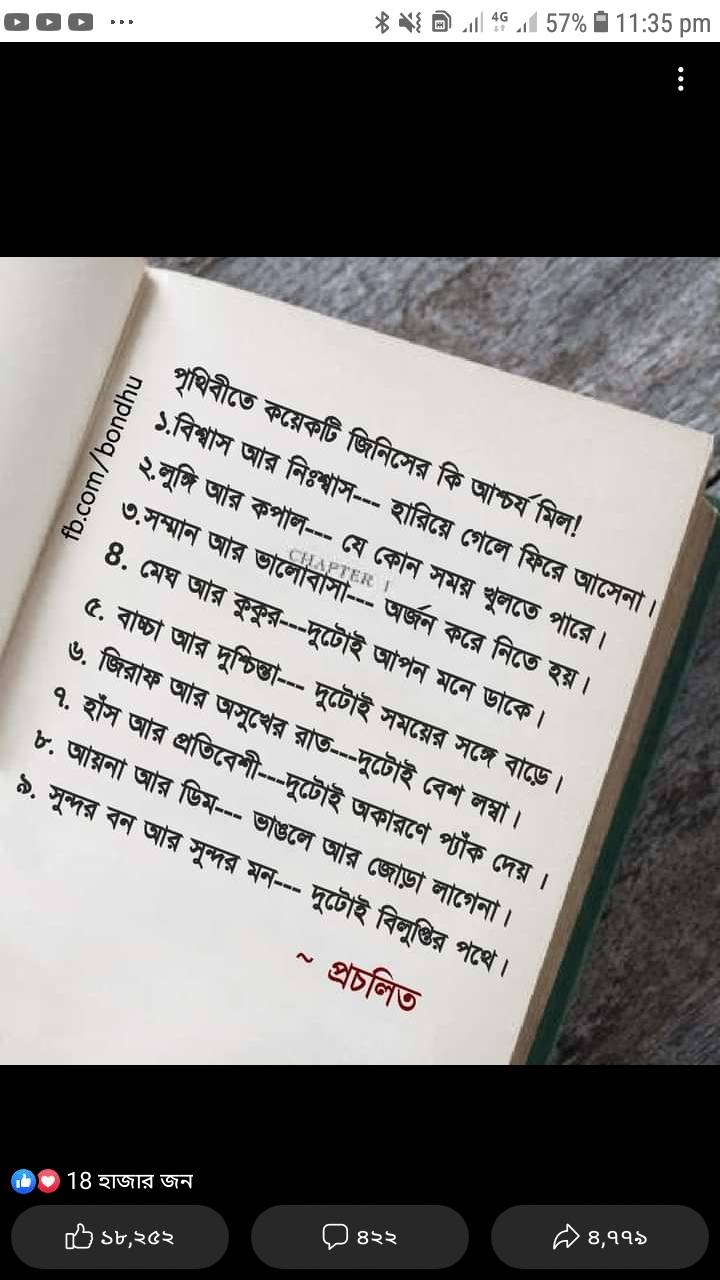 57% 11:35 pm
4G
fb.com/bondhu
পৃথিবীতে কয়েকটি জিনিসের কি আশ্চর্য মিল!
১.বিশ্বাস আর নিঃশ্বাস--- হারিয়ে গেলে ফিরে আসেনা।
২.লুঙ্গি আর কপাল--- যে কোন সময় খুলতে পারে।
CHAPTER I
৩.সম্মান আর ভালোবাসা--- অর্জন করে নিতে হয়।
৪. মেঘ আর কুকুর---দুটোই আপন মনে ডাকে।
৫. বাচ্চা আর দুশ্চিন্তা--- দুটোই সময়ের সঙ্গে বাড়ে।
৬. জিরাফ আর অসুখের রাত---দুটোই বেশ লম্বা।
৭. হাঁস আর প্রতিবেশী---দুটোই অকারণে প্যাঁক দেয়।
৮. আয়না আর ডিম--- ভাঙলে আর জোড়া লাগেনা।
৯. সুন্দর বন আর সুন্দর মন--- দুটোই বিলুপ্তির পথে।
~ প্রচলিত
18 হাজার জন
১৮,২৫২ ৪২২ ৪,৭৭৯